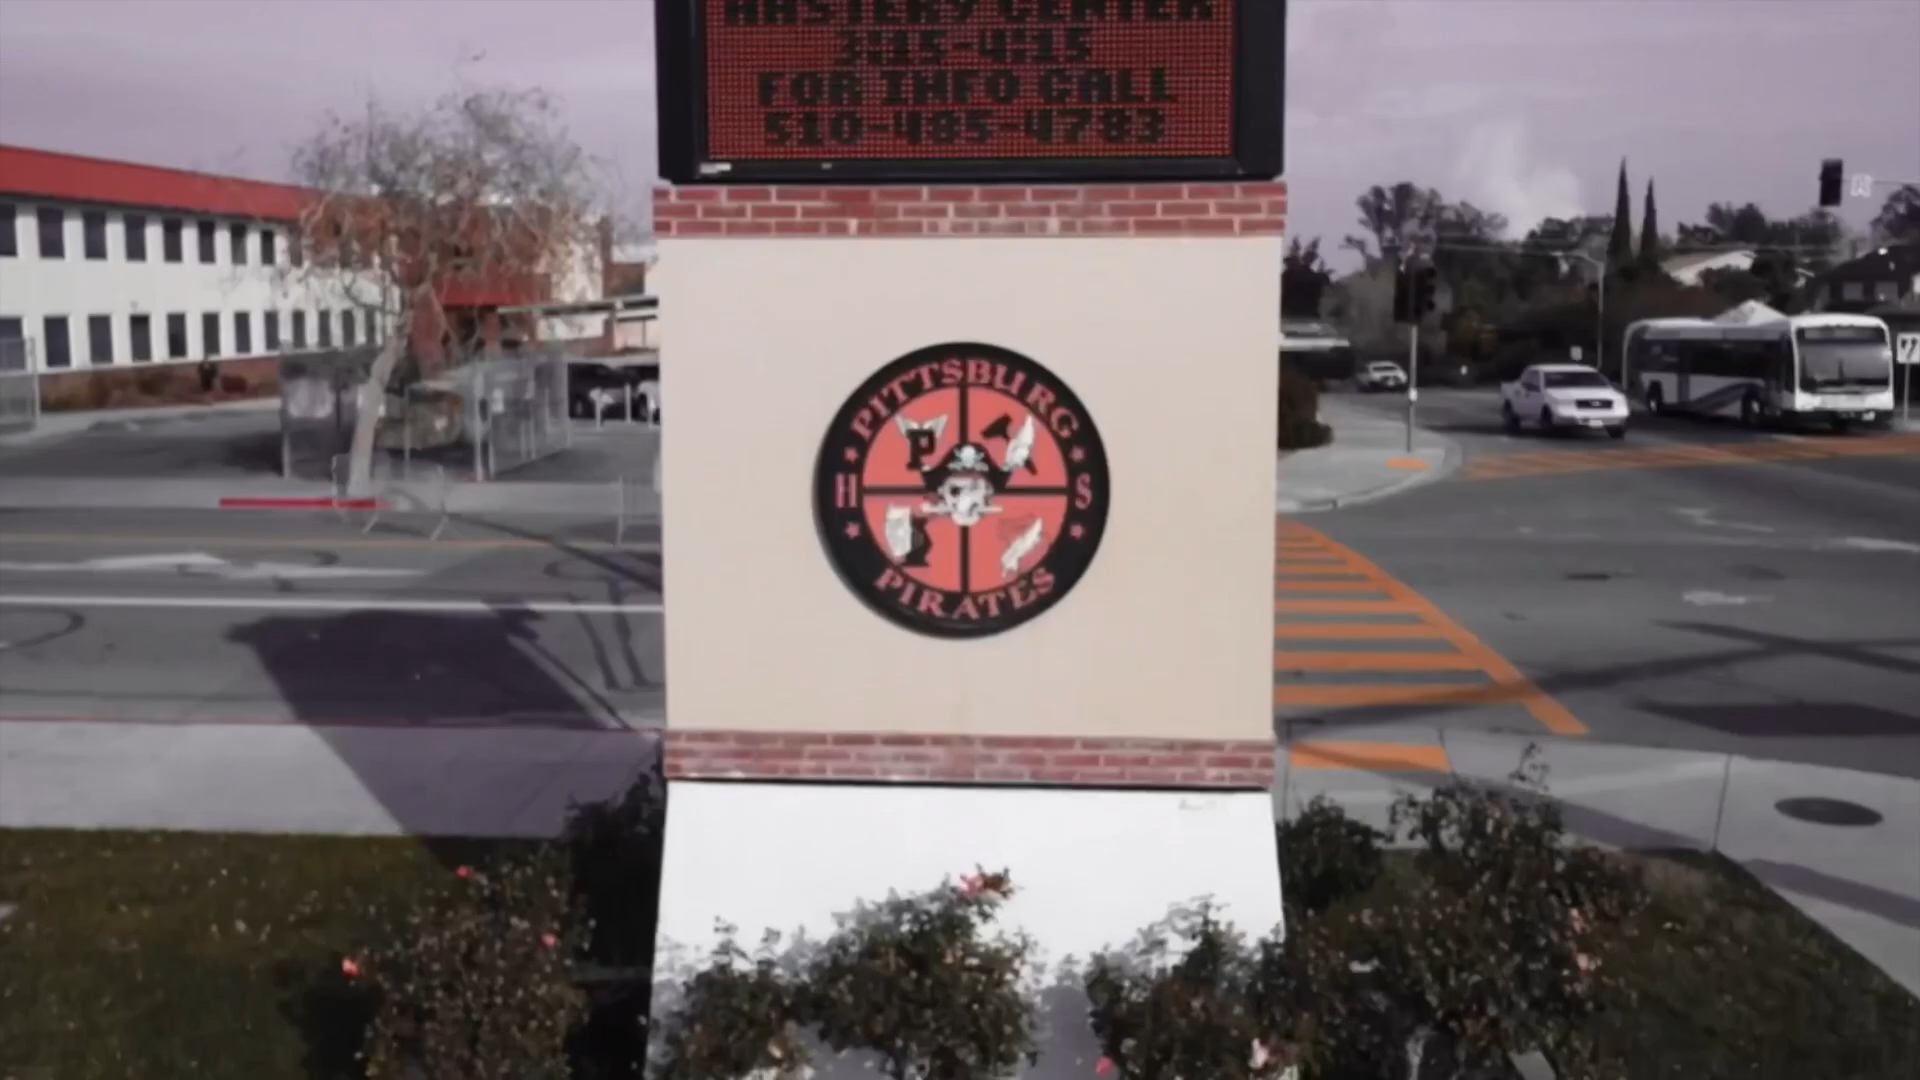 MASTERY CENTER
3:15-4:15
FOR INFO CALL
510-485-4783
PITTSBURG
P
H S
PIRATES